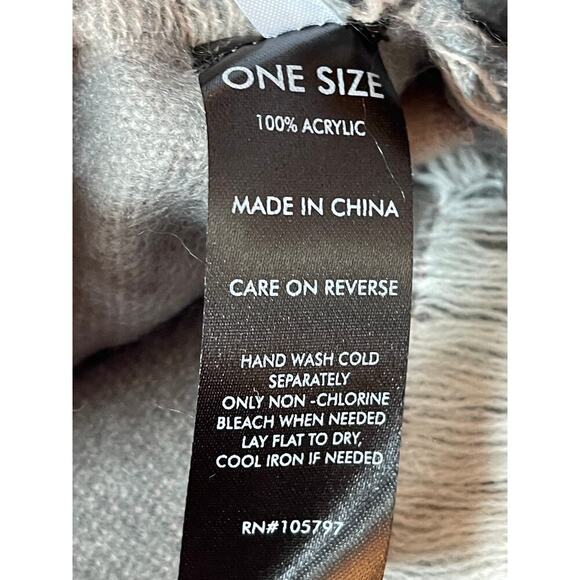 ONE SIZE
100% ACRYLIC
MADE IN CHINA
CARE ON REVERSE
HAND WASH COLD
SEPARATELY
ONLY NON -CHLORINE
BLEACH WHEN NEEDED
LAY FLAT TO DRY,
COOL IRON IF NEEDED
RN#105797